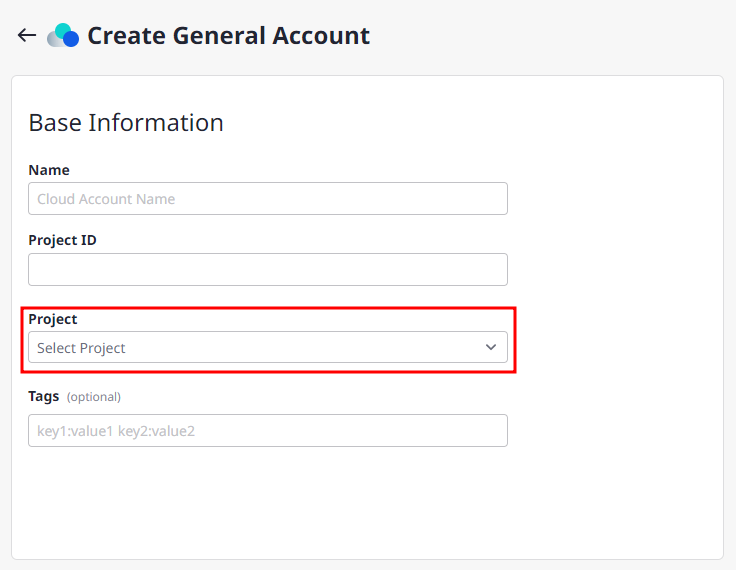 Create General Account
Base Information
Name
Cloud Account Name
Project ID
Project
Select Project
Tags (optional)
key1:value1 key2:value2